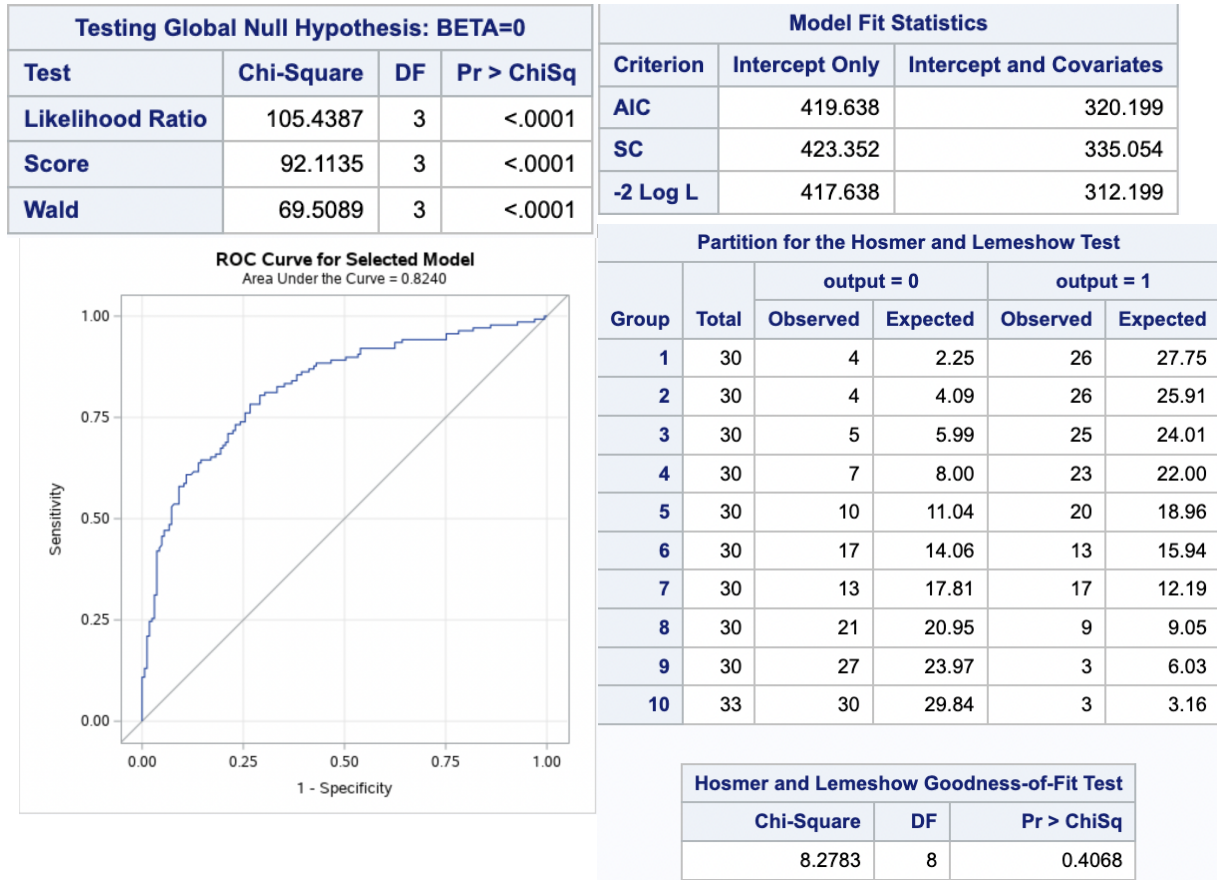 Testing Global Null Hypothesis: BETA=0
Test Chi-Square DF Pr > ChiSq
Likelihood Ratio 105.4387 3 <.0001
Score 92.1135 3 <.0001
Wald 69.5089 3 <.0001
Model Fit Statistics
Criterion Intercept Only Intercept and Covariates
AIC 419.638 320.199
SC 423.352 335.054
-2 Log L 417.638 312.199
ROC Curve for Selected Model
Area Under the Curve = 0.8240
1.00
0.75
0.50
0.25
0.00
Sensitivity
0.00 0.25 0.50 0.75 1.00
1 - Specificity
Partition for the Hosmer and Lemeshow Test
output = 0 output = 1
Group Total Observed Expected Observed Expected
1 30 4 2.25 26 27.75
2 30 4 4.09 26 25.91
3 30 5 5.99 25 24.01
4 30 7 8.00 23 22.00
5 30 10 11.04 20 18.96
6 30 17 14.06 13 15.94
7 30 13 17.81 17 12.19
8 30 21 20.95 9 9.05
9 30 27 23.97 3 6.03
10 33 30 29.84 3 3.16
Hosmer and Lemeshow Goodness-of-Fit Test
Chi-Square DF Pr > ChiSq
8.2783 8 0.4068